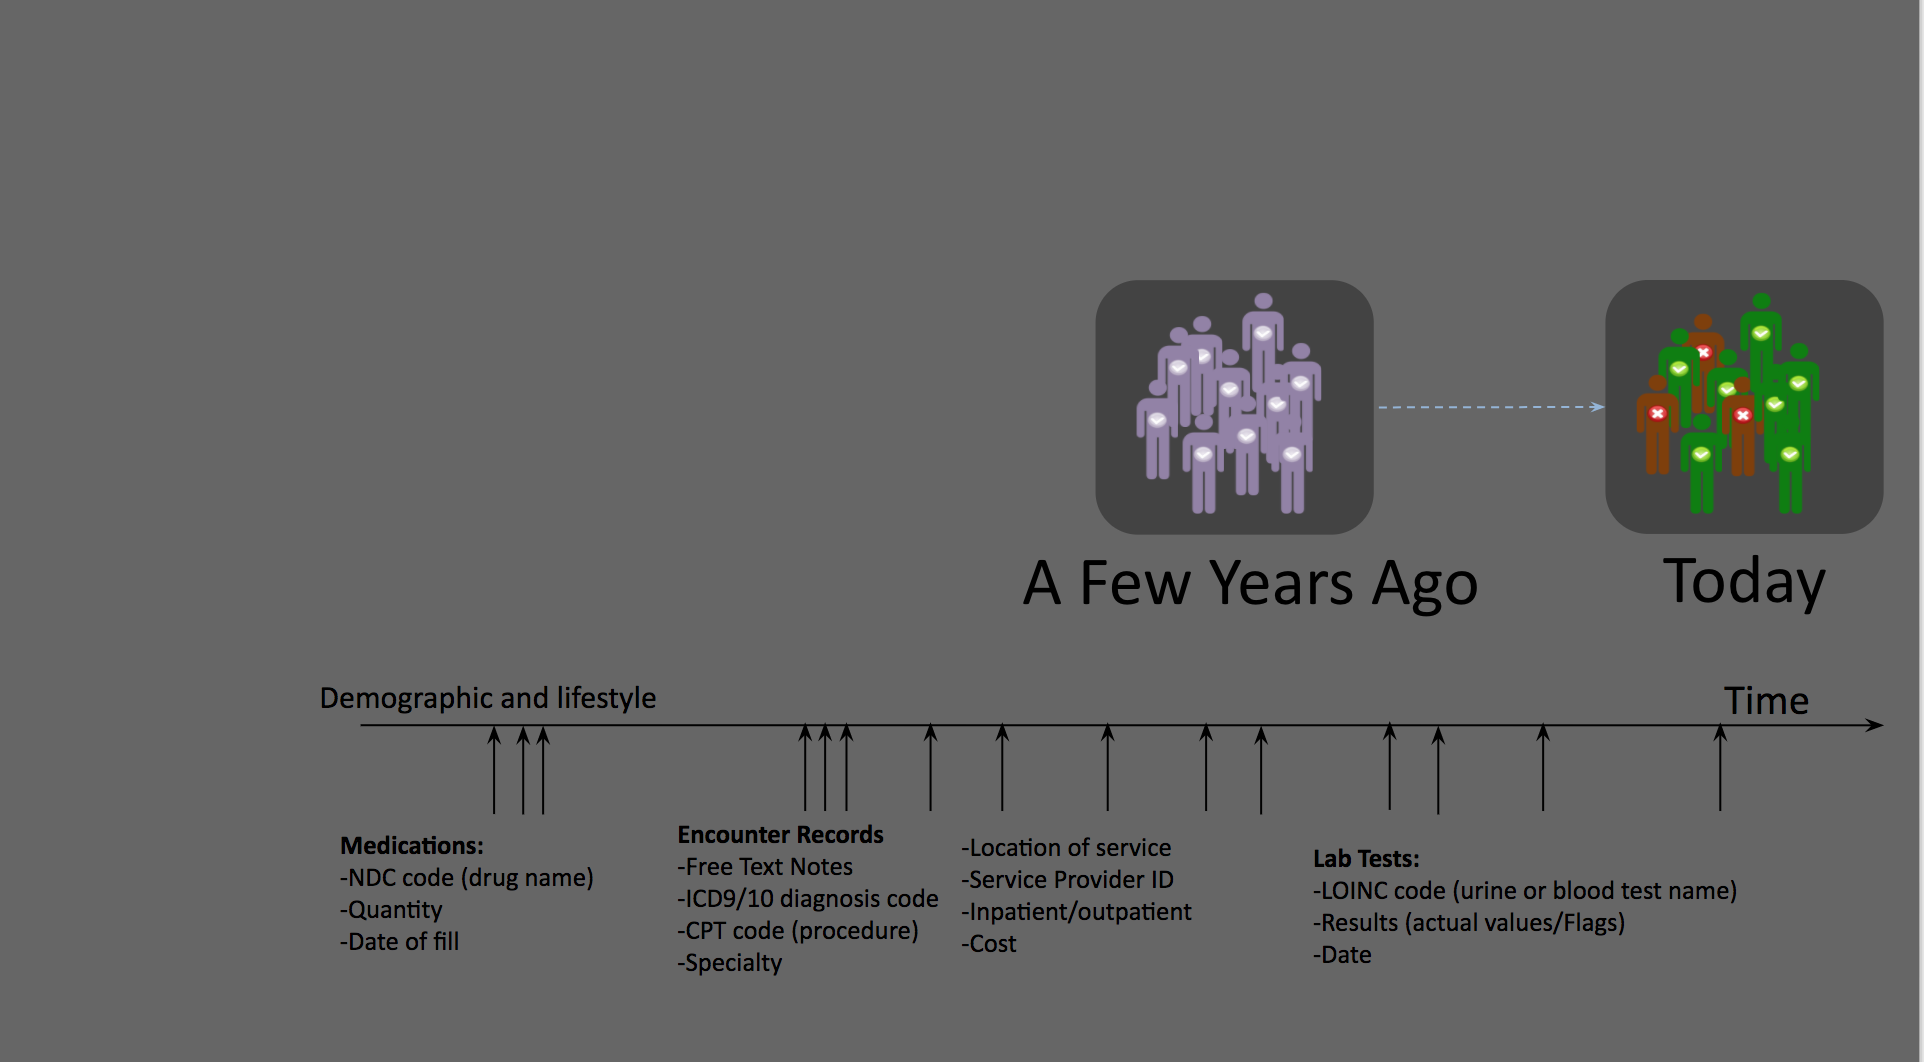 A Few Years Ago
Today
Demographic and lifestyle
Time
Medications:
-NDC code (drug name)
-Quantity
-Date of fill
Encounter Records
-Free Text Notes
-ICD9/10 diagnosis code
-CPT code (procedure)
-Specialty
-Location of service
-Service Provider ID
-Inpatient/outpatient
-Cost
Lab Tests:
-LOINC code (urine or blood test name)
-Results (actual values/Flags)
-Date